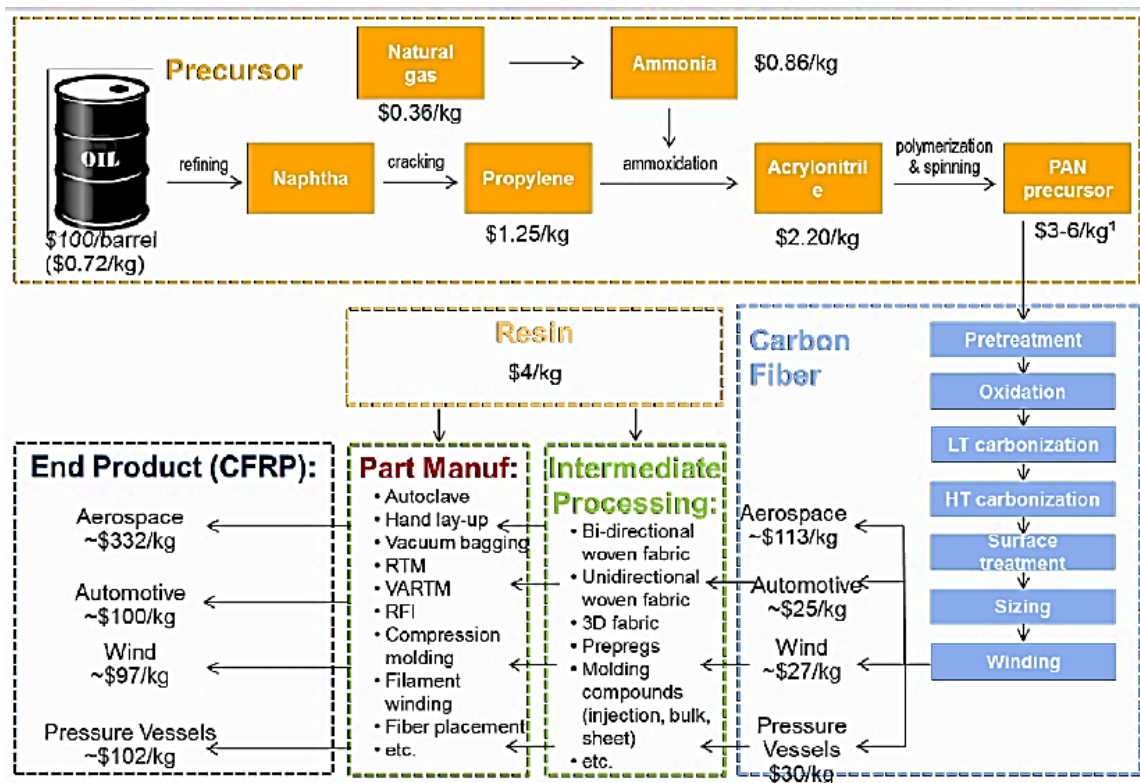 Precursor
Natural
gas
$0.36/kg
Ammonia
$0.86/kg
OIL
$100/barrel
($0.72/kg)
refining
Naphtha
cracking
Propylene
$1.25/kg
ammoxidation
Acrylonitril
e
$2.20/kg
polymerization
& spinning
PAN
precursor
$3-6/kg¹
Resin
$4/kg
Carbon
Fiber
Pretreatment
Oxidation
LT carbonization
HT carbonization
Surface
treatment
Sizing
Winding
Aerospace
~$113/kg
Automotive
~$25/kg
Wind
~$27/kg
Pressure
Vessels
$30/kg
Intermediate
Processing:
• Bi-directional
woven fabric
• Unidirectional
woven fabric
• 3D fabric
• Prepregs
• Molding
compounds
(injection, bulk,
sheet)
• etc.
Part Manuf:
• Autoclave
• Hand lay-up
• Vacuum bagging
• RTM
• VARTM
• RFI
• Compression
molding
• Filament
winding
• Fiber placement
• etc.
End Product (CFRP):
Aerospace
~$332/kg
Automotive
~$100/kg
Wind
~$97/kg
Pressure Vessels
~$102/kg